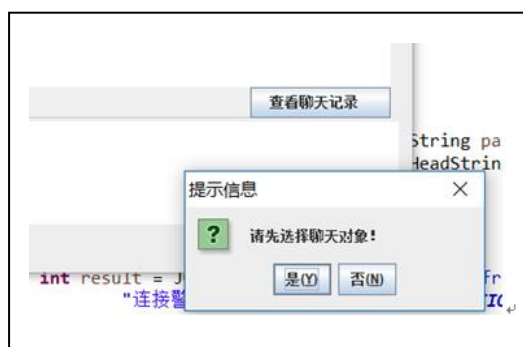 查看聊天记录
String pa
HeadStrin
提示信息
请先选择聊天对象!
是(Y) 否(N)
int result = J
fr
"连接警